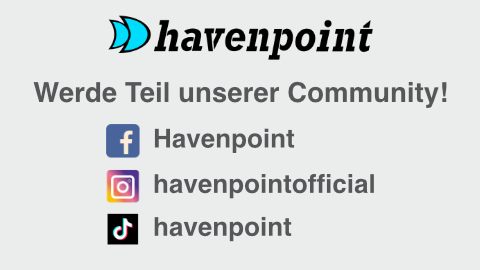 havenpoint
Werde Teil unserer Community!
Havenpoint
havenpointofficial
havenpoint